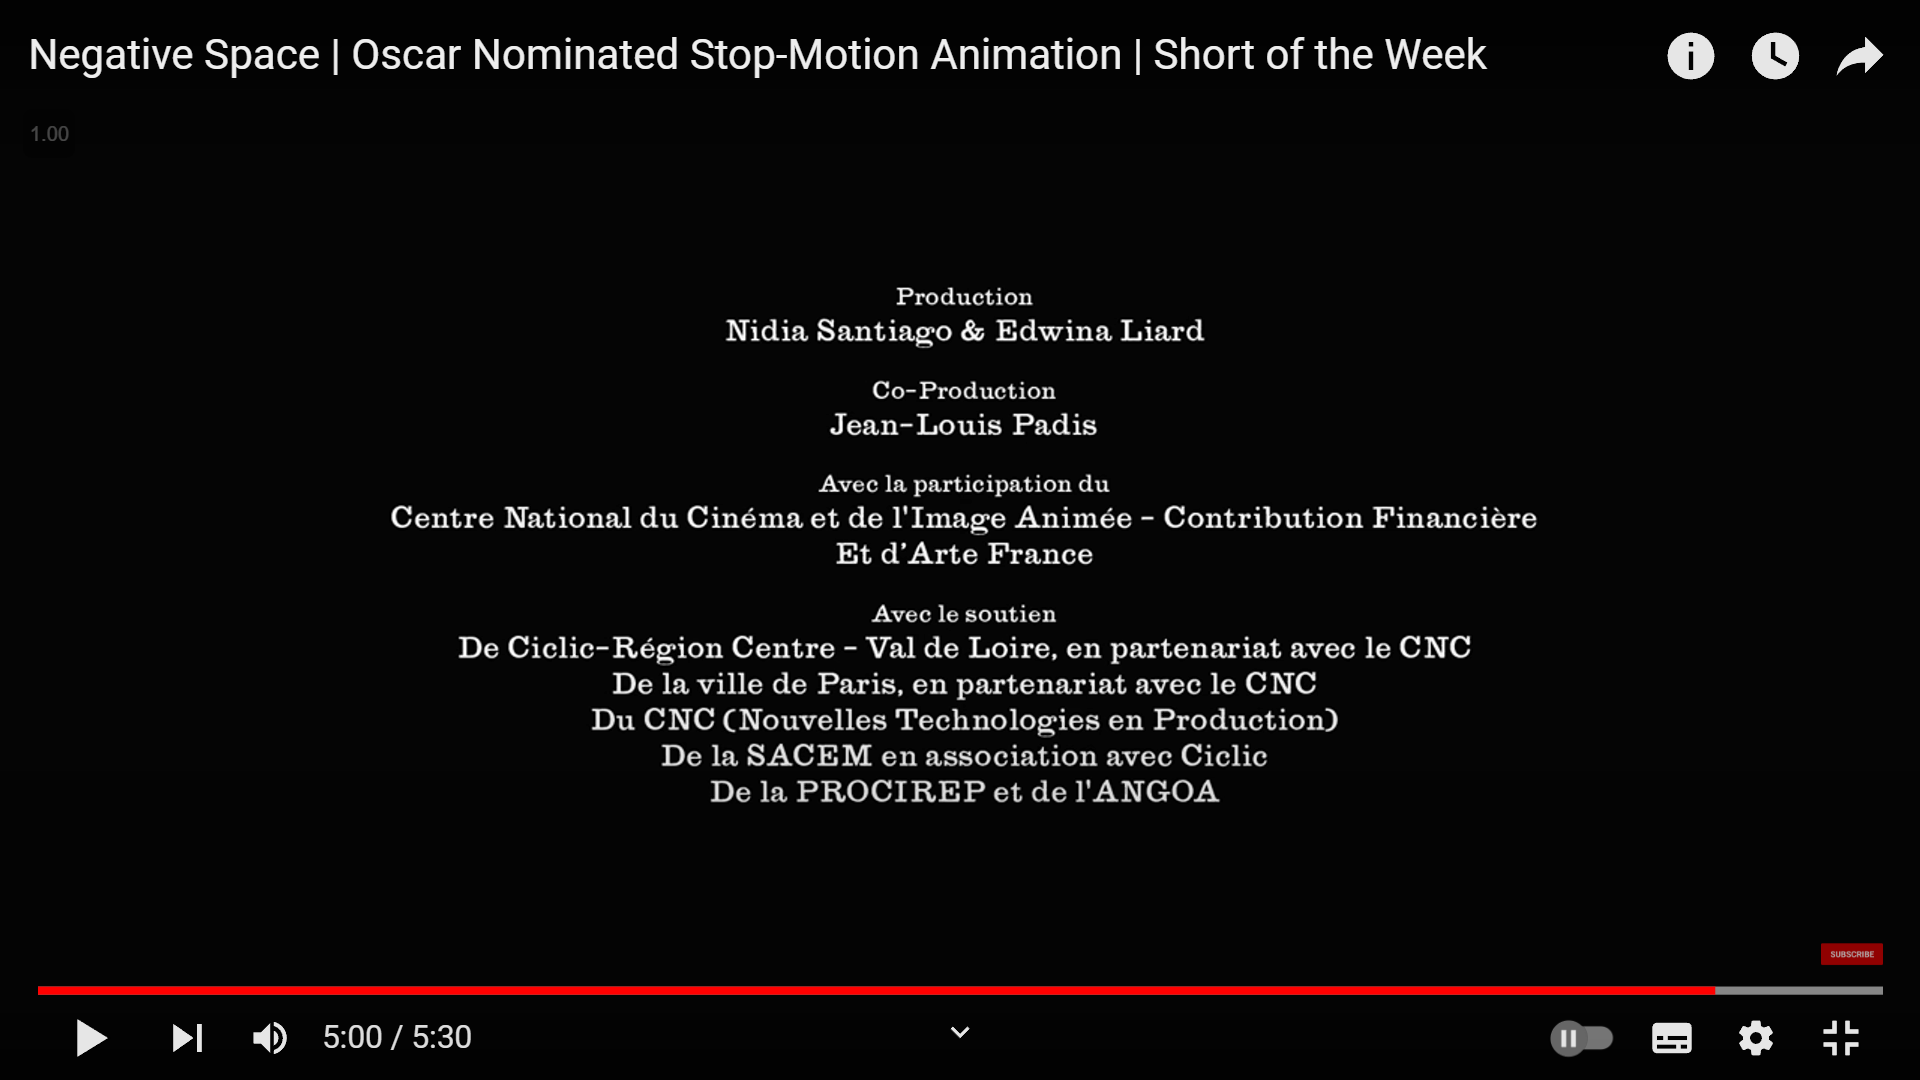 Negative Space | Oscar Nominated Stop-Motion Animation | Short of the Week
1.00
Production
Nidia Santiago & Edwina Liard
Co-Production
Jean-Louis Padis
Avec la participation du
Centre National du Cinéma et de l'Image Animée - Contribution Financière
Et d’Arte France
Avec le soutien
De Ciclic-Région Centre - Val de Loire, en partenariat avec le CNC
De la ville de Paris, en partenariat avec le CNC
Du CNC (Nouvelles Technologies en Production)
De la SACEM en association avec Ciclic
De la PROCIREP et de l'ANGOA
SUBSCRIBE
5:00 / 5:30